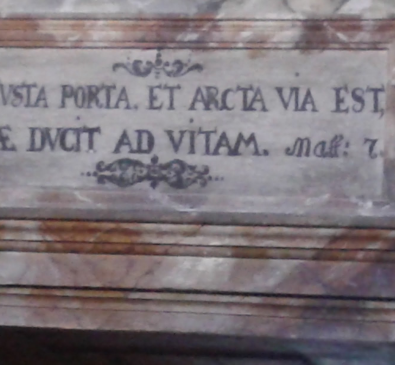 VSTA PORTA, ET ARCTA VIA EST,
E DVCIT AD VITAM. Matt: 7.